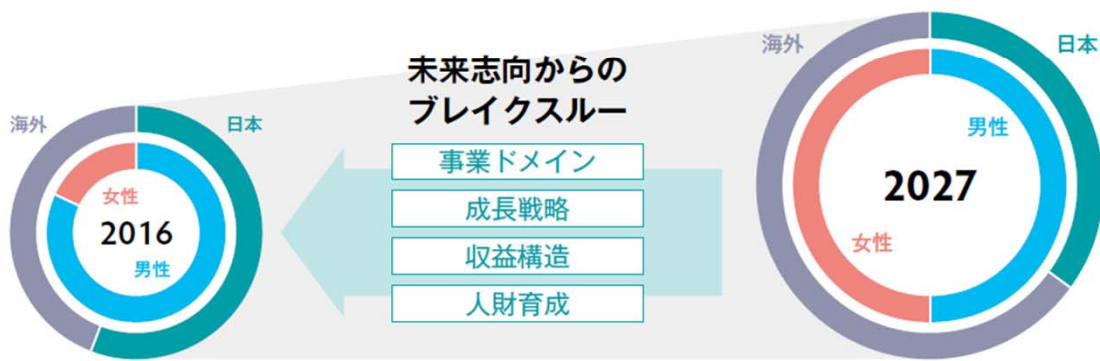 海外
日本
女性
2016
男性
未来志向からの
ブレイクスルー
事業ドメイン
成長戦略
収益構造
人財育成
海外
日本
男性
2027
女性